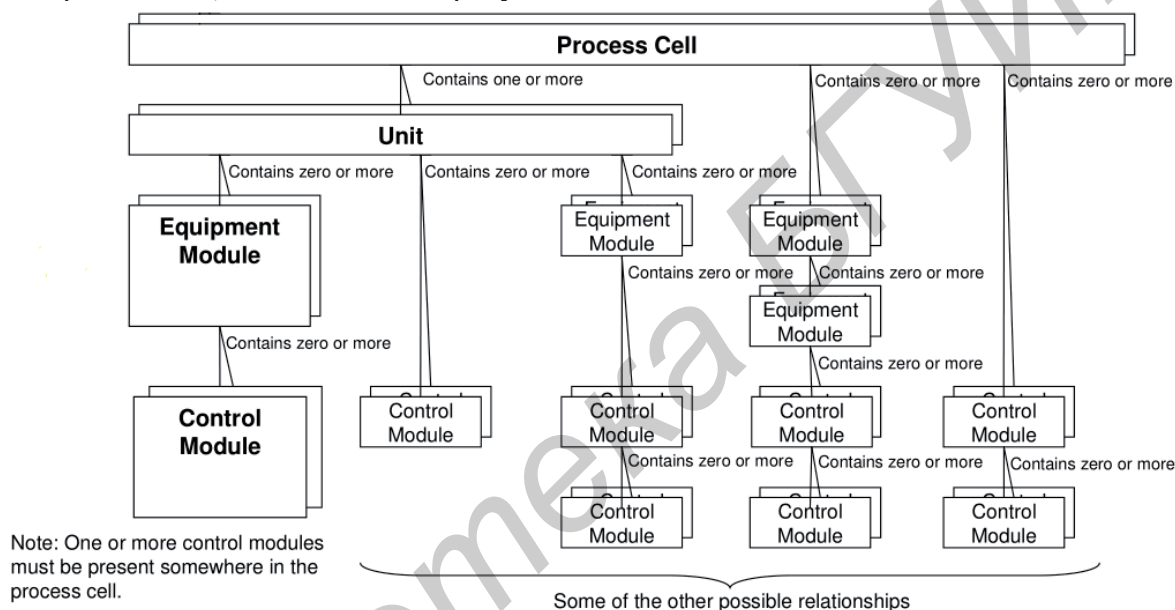 Process Cell
Contains one or more
Contains zero or more
Contains zero or more
Unit
Contains zero or more
Contains zero or more
Contains zero or more
Equipment
Module
Equipment
Module
Equipment
Module
Contains zero or more
Contains zero or more
Equipment
Module
Contains zero or more
Contains zero or more
Control
Module
Control
Module
Control
Module
Control
Module
Control
Module
Contains zero or more
Contains zero or more
Contains zero or more
Control
Module
Control
Module
Control
Module
Note: One or more control modules
must be present somewhere in the
process cell.
Some of the other possible relationships